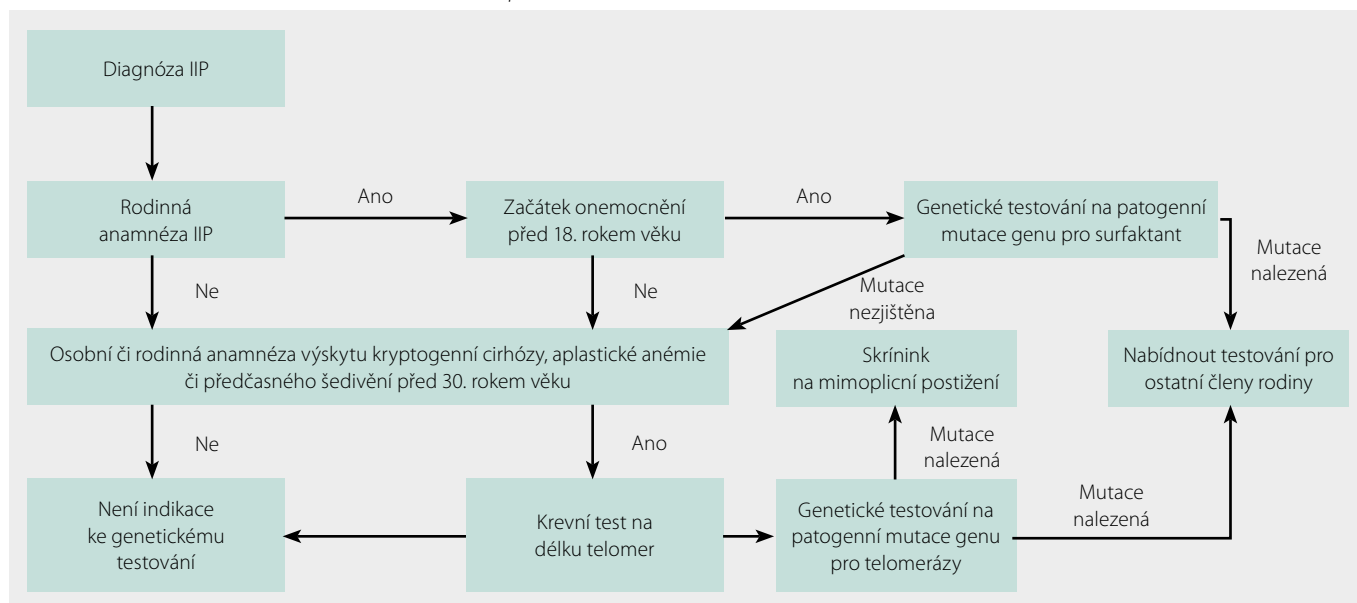 Diagnóza IIP
Rodinná
anamnéza IIP
Ano
Začátek onemocnění
před 18. rokem věku
Ano
Genetické testování na patogenní
mutace genu pro surfaktant
Mutace
nalezená
Ne
Ne
Mutace
nezjištěna
Osobní či rodinná anamnéza výskytu kryptogenní cirhózy, aplastické anémie
či předčasného šedivění před 30. rokem věku
Skrínink
na mimoplicní postižení
Nabídnout testování pro
ostatní členy rodiny
Ne
Ano
Mutace
nalezená
Není indikace
ke genetickému
testování
Krevní test na
délku telomer
Genetické testování na
patogenní mutace genu
pro telomerázy
Mutace
nalezená